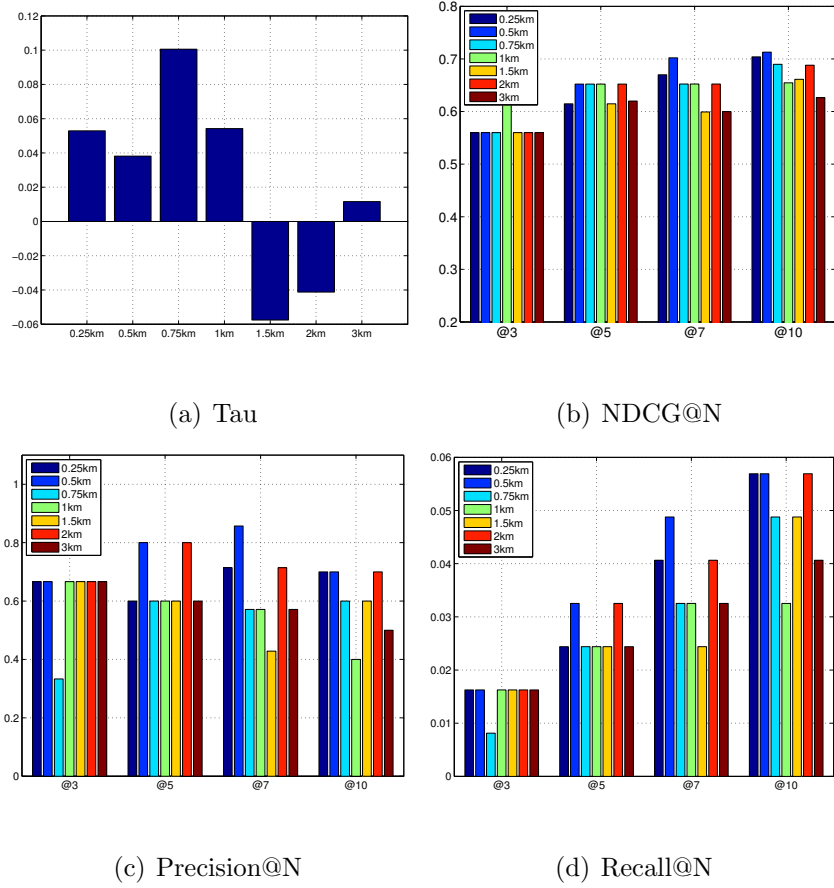 0.12
0.1
0.08
0.06
0.04
0.02
0
−0.02
−0.04
−0.06
0.25km 0.5km 0.75km 1km 1.5km 2km 3km
(a) Tau
0.8
0.7
0.6
0.5
0.4
0.3
0.2
0.25km
0.5km
0.75km
1km
1.5km
2km
3km
@3 @5 @7 @10
(b) NDCG@N
1
0.8
0.6
0.4
0.2
0
0.25km
0.5km
0.75km
1km
1.5km
2km
3km
@3 @5 @7 @10
(c) Precision@N
0.06
0.05
0.04
0.03
0.02
0.01
0
0.25km
0.5km
0.75km
1km
1.5km
2km
3km
@3 @5 @7 @10
(d) Recall@N